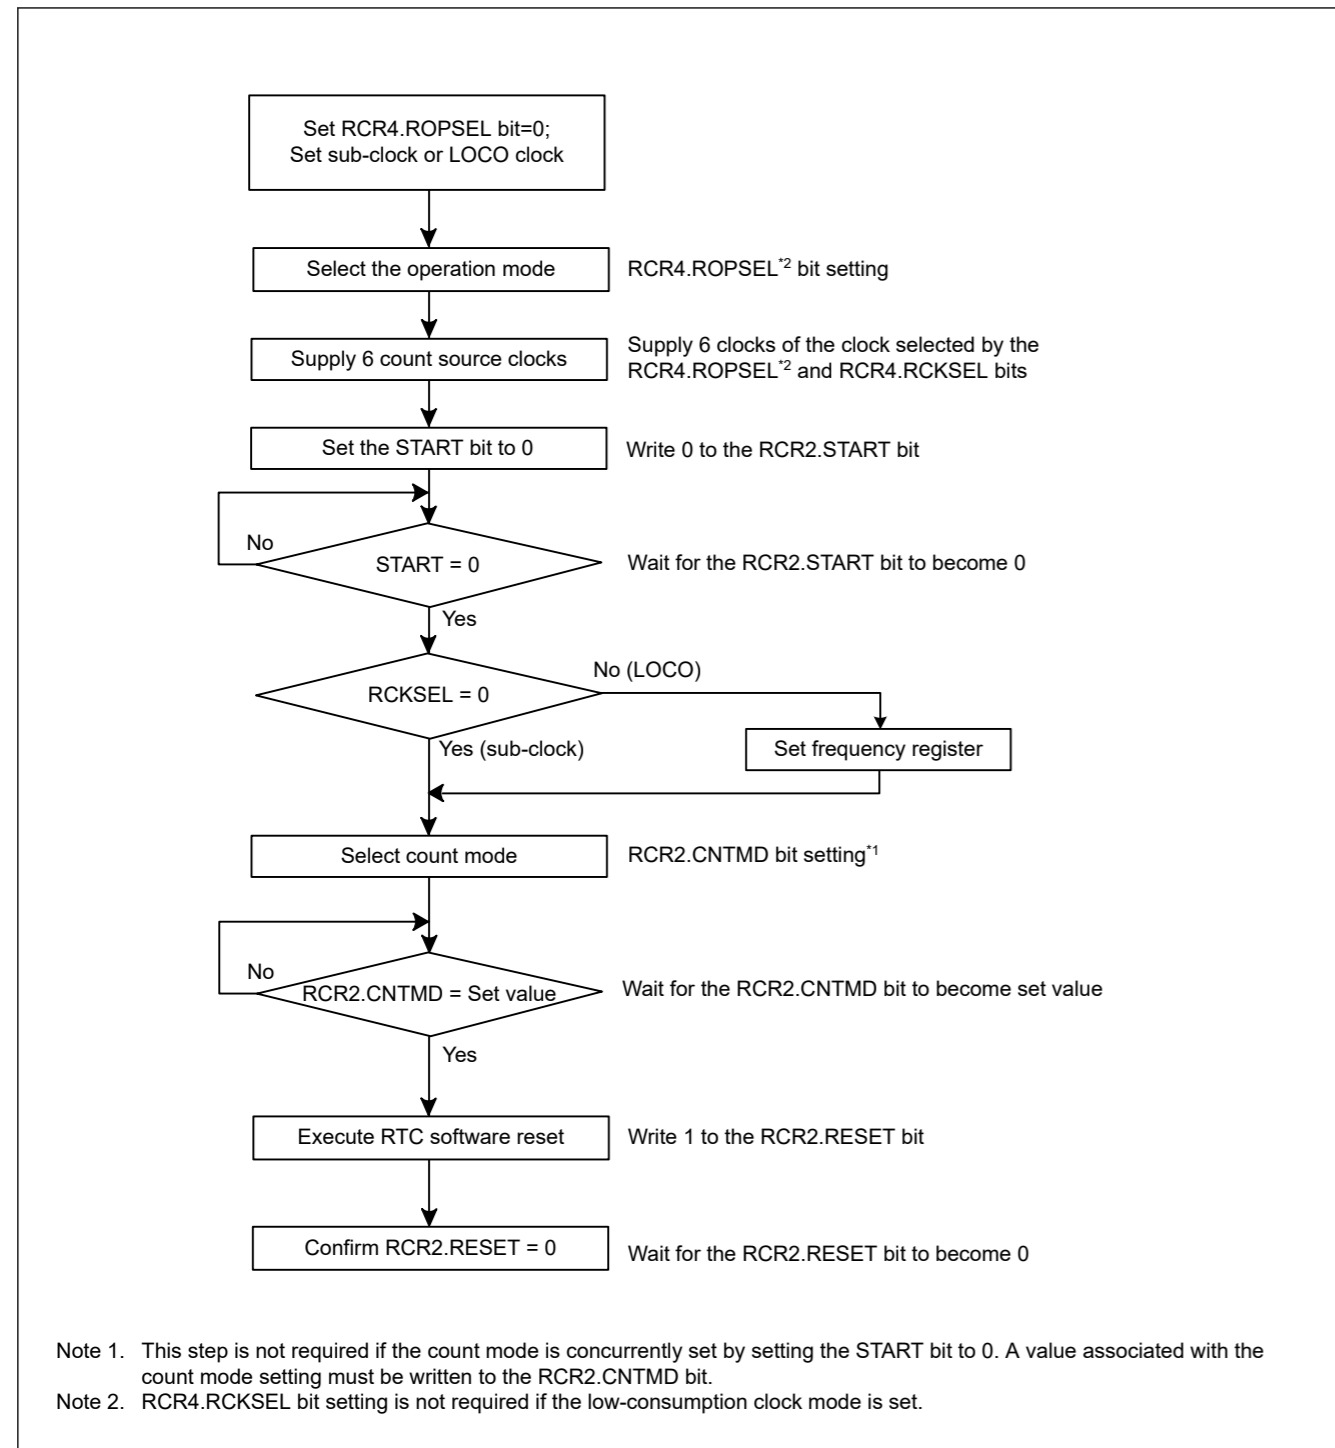 Set RCR4.ROPSEL bit=0;
Set sub-clock or LOCO clock
Select the operation mode
RCR4.ROPSEL*2 bit setting
Supply 6 count source clocks
Supply 6 clocks of the clock selected by the
RCR4.ROPSEL*2 and RCR4.RCKSEL bits
Set the START bit to 0
Write 0 to the RCR2.START bit
No
START = 0
Wait for the RCR2.START bit to become 0
Yes
No (LOCO)
RCKSEL = 0
Yes (sub-clock)
Set frequency register
Select count mode
RCR2.CNTMD bit setting*1
No
RCR2.CNTMD = Set value
Wait for the RCR2.CNTMD bit to become set value
Yes
Execute RTC software reset
Write 1 to the RCR2.RESET bit
Confirm RCR2.RESET = 0
Wait for the RCR2.RESET bit to become 0
Note 1. This step is not required if the count mode is concurrently set by setting the START bit to 0. A value associated with the
count mode setting must be written to the RCR2.CNTMD bit.
Note 2. RCR4.RCKSEL bit setting is not required if the low-consumption clock mode is set.